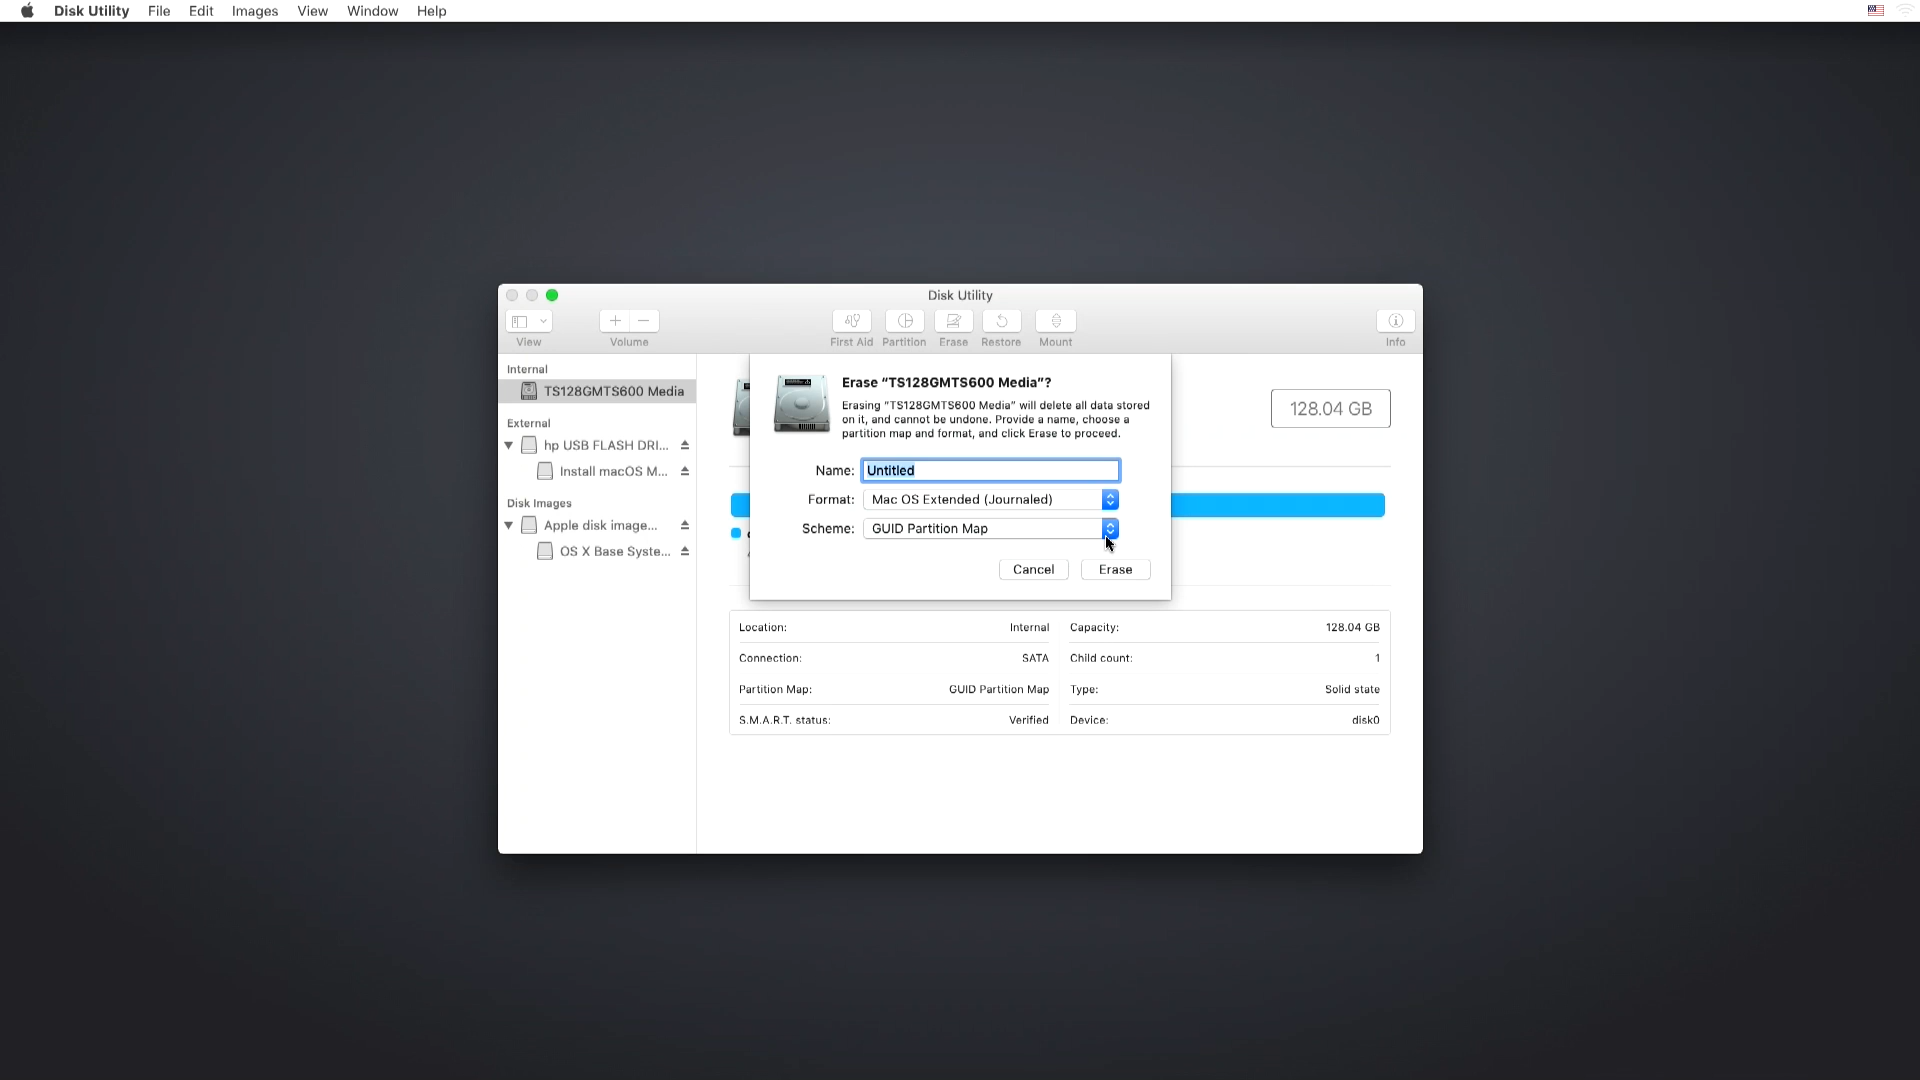 Disk Utility File Edit Images View Window Help
Disk Utility
View Volume First Aid Partition Erase Restore Mount Info
Internal
TS128GMTS600 Media
External
hp USB FLASH DRI...
Install macOS M...
Disk Images
Apple disk image...
OS X Base Syste...
Erase “TS128GMTS600 Media”?
Erasing “TS128GMTS600 Media” will delete all data stored
on it, and cannot be undone. Provide a name, choose a
partition map and format, and click Erase to proceed.
Name: Untitled
Format: Mac OS Extended (Journaled)
Scheme: GUID Partition Map
Cancel Erase
128.04 GB
Location: Internal Capacity: 128.04 GB
Connection: SATA Child count: 1
Partition Map: GUID Partition Map Type: Solid state
S.M.A.R.T. status: Verified Device: disk0